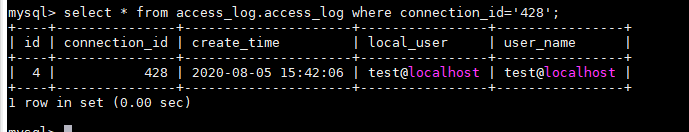 mysql> select * from access_log.access_log where connection_id='428';
+----+---------------+---------------------+----------------+----------------+
| id | connection_id | create_time         | local_user     | user_name      |
+----+---------------+---------------------+----------------+----------------+
|  4 |           428 | 2020-08-05 15:42:06 | test@localhost | test@localhost |
+----+---------------+---------------------+----------------+----------------+
1 row in set (0.00 sec)
mysql>